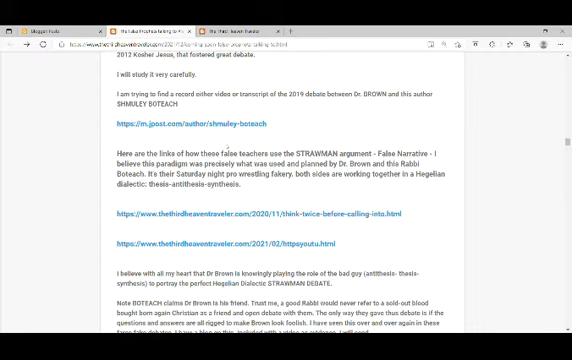 Blogger: Posts
The Third Heaven Traveler
2012 Kosher Jesus, that fostered great debate.
I will study it very carefully.
I am trying to find a record either video or transcript of the 2019 debate between Dr. BROWN and this author
SHMULEY BOTEACH
https://m.jpost.com/author/shmuley-boteach
Here are the links of how these false teachers use the STRAWMAN argument - False Narrative - I
believe this paradigm was precisely what was used and planned by Dr. Brown and this Rabbi
Boteach. It's their Saturday night pro wrestling fakery. both sides are working together in a Hegelian
dialectic: thesis-antithesis-synthesis.
https://www.thethirdheaventraveler.com/2020/11/think-twice-before-calling-into.html
https://www.thethirdheaventraveler.com/2021/02/httpsyoutu.html
I believe with all my heart that Dr Brown is knowingly playing the role of the bad guy (antithesis- thesis-
synthesis) to portray the perfect Hegelian Dialectic STRAWMAN DEBATE.
Note BOTEACH claims Dr Brown is his friend. Trust me, a good Rabbi would never refer to a sold-out blood
bought born again Christian as a friend and open debate with them. The only way they gave thus debate is if the
questions and answers are all rigged to make Brown look foolish. I have seen this over and over again in these